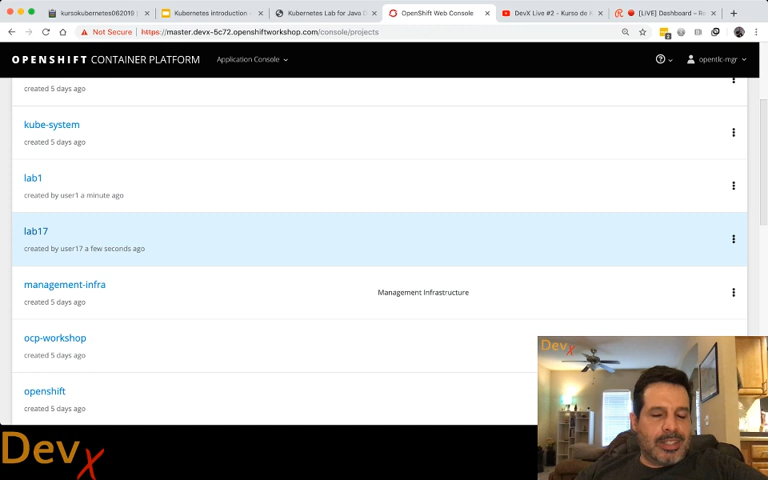 kursokubernetes062019 |
Kubernetes introduction -
Kubernetes Lab for Java D
OpenShift Web Console
DevX Live #2 - Kurso de K
[LIVE] Dashboard – Re
Not Secure | https://master.devx-5c72.openshiftworkshop.com/console/projects
OPENSHIFT CONTAINER PLATFORM
Application Console
opentlc-mgr
created 5 days ago
kube-system
created 5 days ago
lab1
created by user1 a minute ago
lab17
created by user17 a few seconds ago
management-infra
created 5 days ago
Management Infrastructure
ocp-workshop
created 5 days ago
openshift
created 5 days ago
DevX
DevX